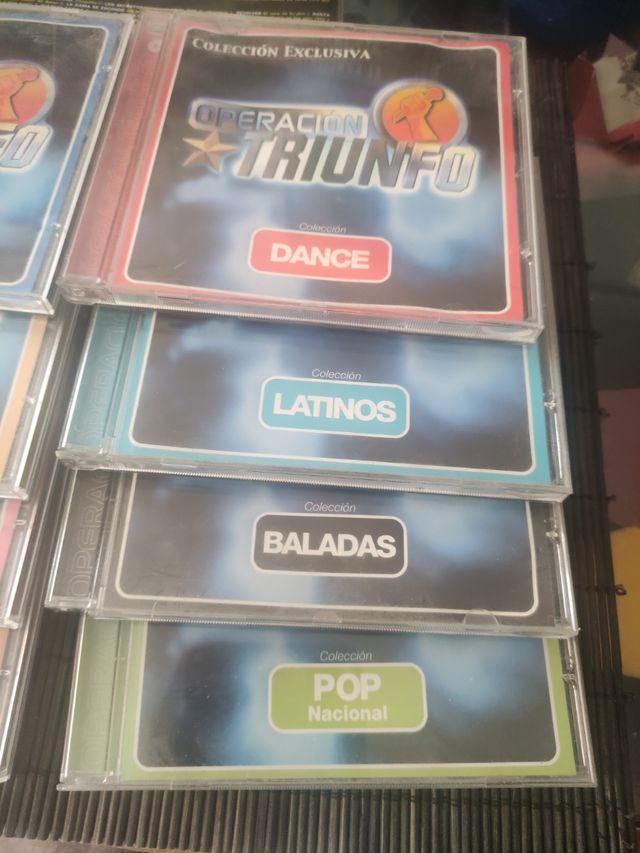 COLECCIÓN EXCLUSIVA
OPERACIÓN
TRIUNFO
Colección
DANCE
Colección
LATINOS
Colección
BALADAS
Colección
POP
Nacional